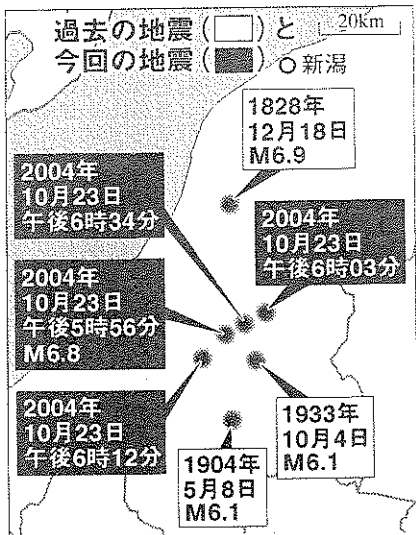 過去の地震(□)と
今回の地震(■)
20km
○新潟
1828年
12月18日
M6.9
2004年
10月23日
午後6時34分
2004年
10月23日
午後6時03分
2004年
10月23日
午後5時56分
M6.8
2004年
10月23日
午後6時12分
1933年
10月4日
M6.1
1904年
5月8日
M6.1